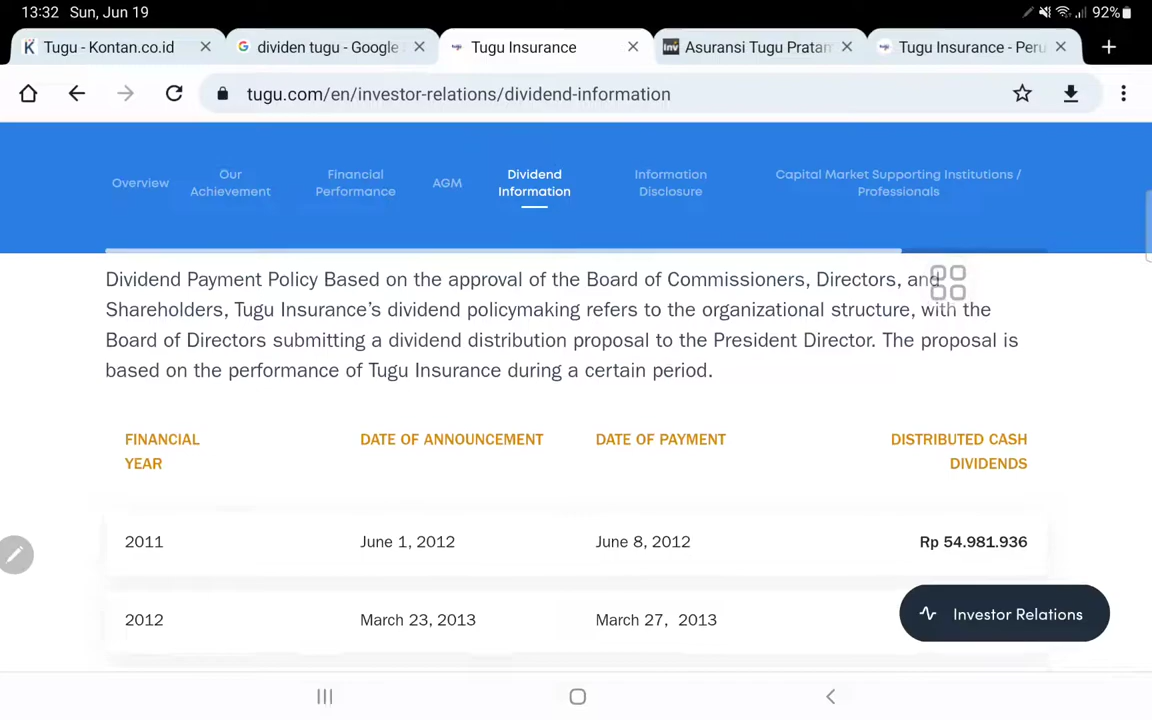 13:32 Sun, Jun 19
92%
Tugu - Kontan.co.id
dividen tugu - Google
Tugu Insurance
Asuransi Tugu Pratam
Tugu Insurance - Peru
tugu.com/en/investor-relations/dividend-information
Overview
Our
Achievement
Financial
Performance
AGM
Dividend
Information
Information
Disclosure
Capital Market Supporting Institutions /
Professionals
Dividend Payment Policy Based on the approval of the Board of Commissioners, Directors, and
Shareholders, Tugu Insurance’s dividend policymaking refers to the organizational structure, with the
Board of Directors submitting a dividend distribution proposal to the President Director. The proposal is
based on the performance of Tugu Insurance during a certain period.
FINANCIAL
YEAR
DATE OF ANNOUNCEMENT
DATE OF PAYMENT
DISTRIBUTED CASH
DIVIDENDS
2011
June 1, 2012
June 8, 2012
Rp 54.981.936
2012
March 23, 2013
March 27, 2013
Investor Relations